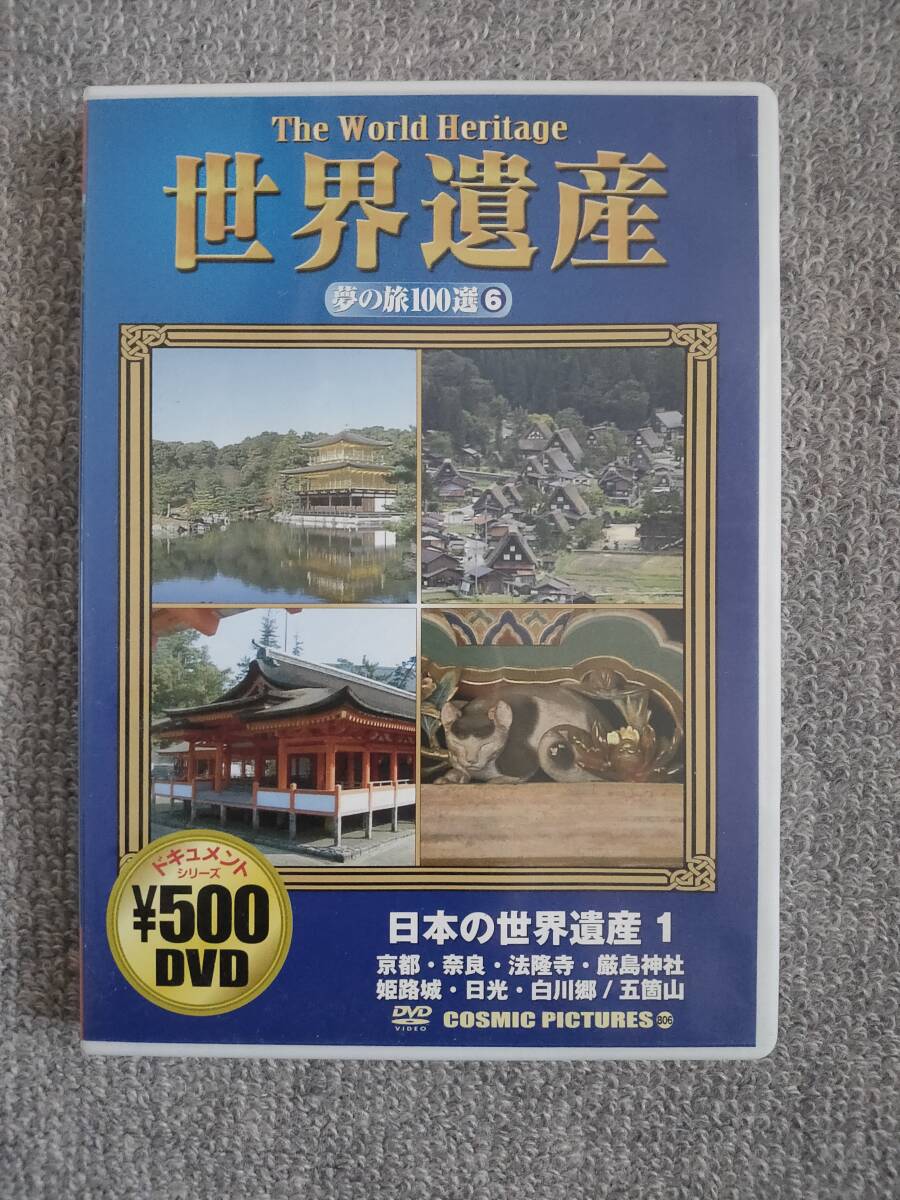 The World Heritage
世界遺産
夢の旅100選❻
ドキュメント
シリーズ
¥500
DVD
日本の世界遺産 1
京都・奈良・法隆寺・厳島神社
姫路城・日光・白川郷/五箇山
DVD
VIDEO
COSMIC PICTURES 806